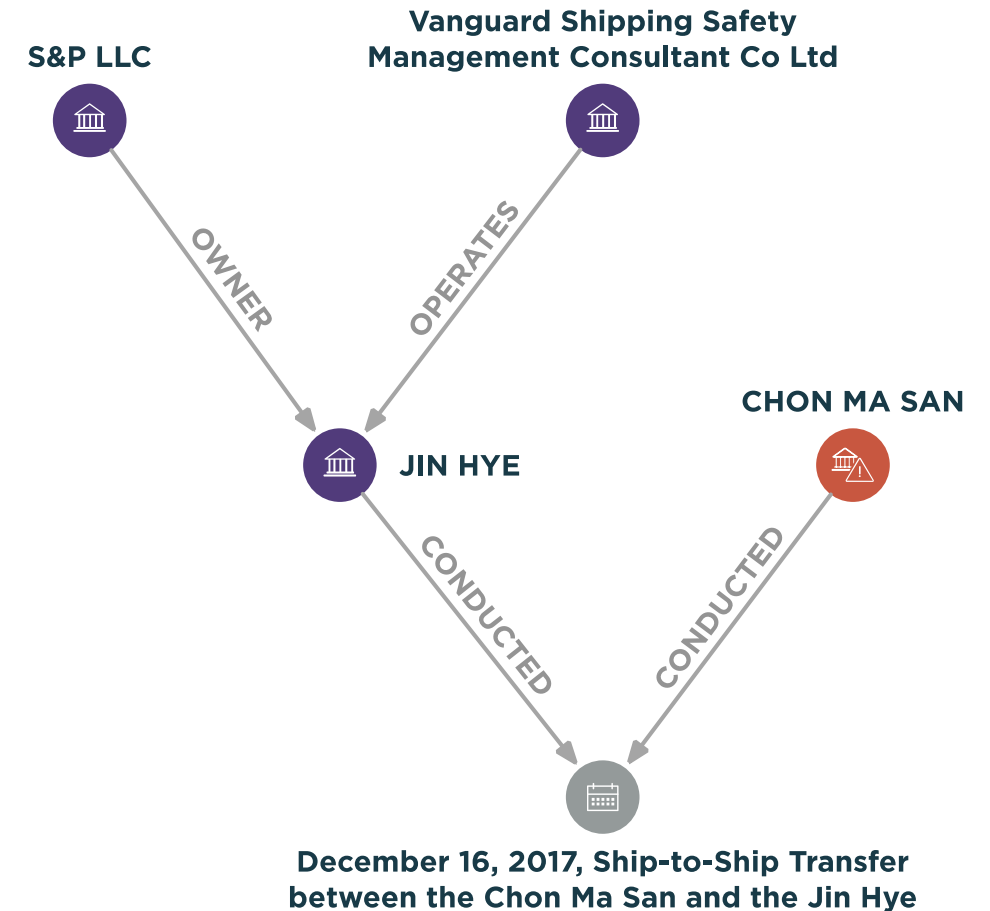 S&P LLC
Vanguard Shipping Safety
Management Consultant Co Ltd
OWNER
OPERATES
JIN HYE
CHON MA SAN
CONDUCTED
CONDUCTED
December 16, 2017, Ship-to-Ship Transfer
between the Chon Ma San and the Jin Hye